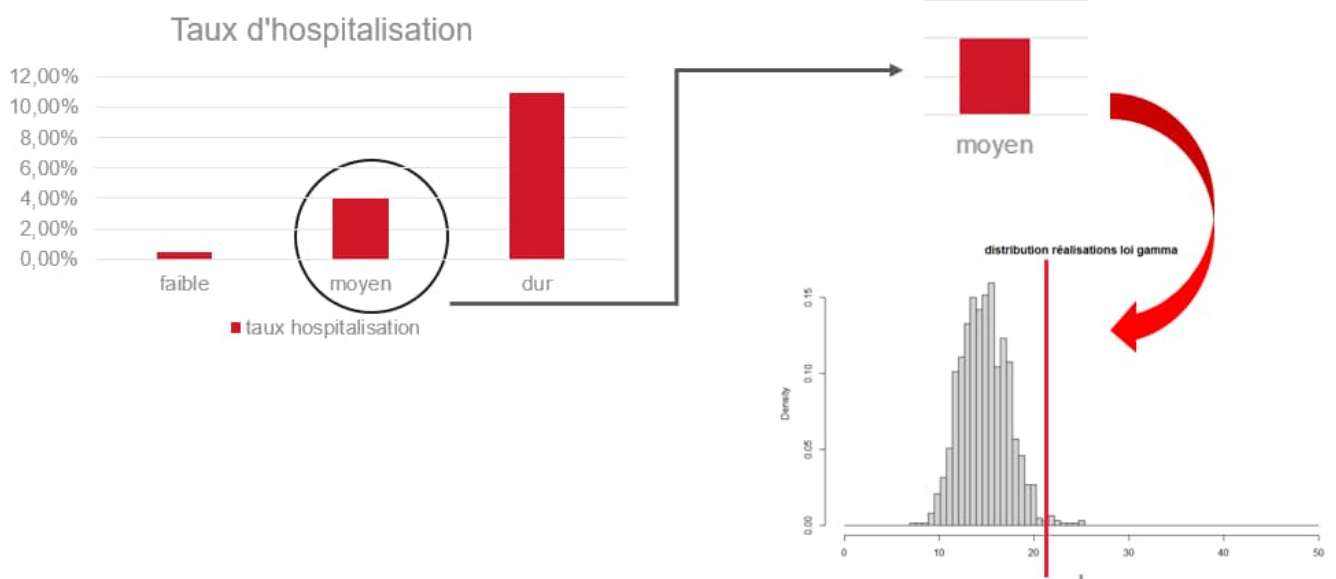 Taux d'hospitalisation
12,00%
10,00%
8,00%
6,00%
4,00%
2,00%
0,00%
faible moyen dur
taux hospitalisation
moyen
distribution réalisations loi gamma
Density
0.15
0.10
0.05
0.00
0 10 20 30 40 50